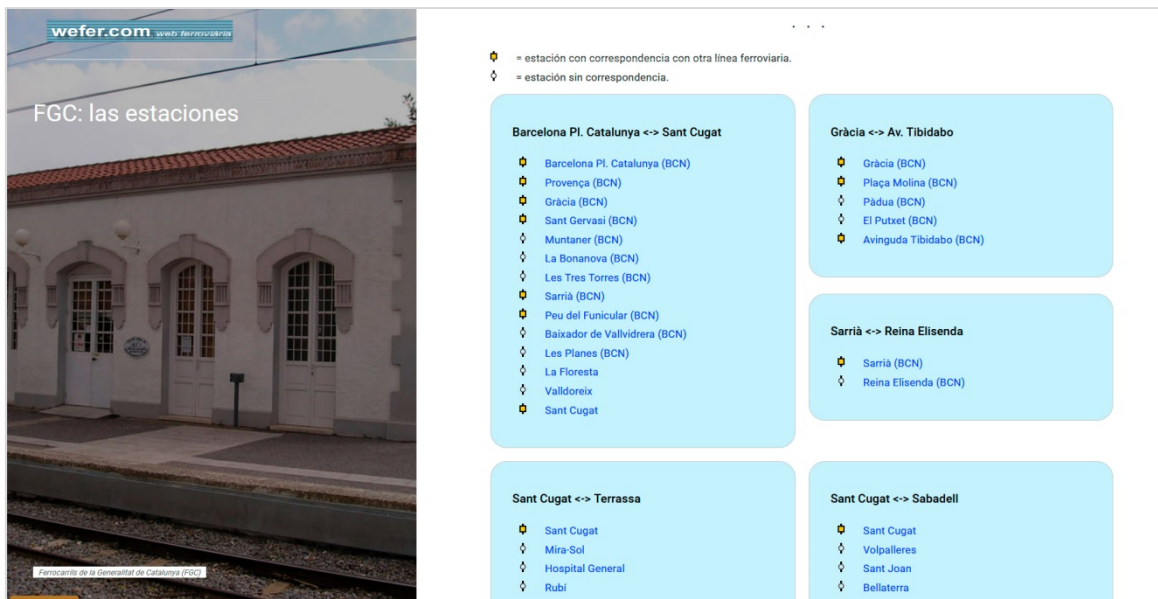 wefer.com web ferroviària
FGC: las estaciones
Ferrocarrils de la Generalitat de Catalunya (FGC)
. . .
= estación con correspondencia con otra línea ferroviaria.
= estación sin correspondencia.
Barcelona Pl. Catalunya <-> Sant Cugat
Barcelona Pl. Catalunya (BCN)
Provença (BCN)
Gràcia (BCN)
Sant Gervasi (BCN)
Muntaner (BCN)
La Bonanova (BCN)
Les Tres Torres (BCN)
Sarrià (BCN)
Peu del Funicular (BCN)
Baixador de Vallvidrera (BCN)
Les Planes (BCN)
La Floresta
Valldoreix
Sant Cugat
Gràcia <-> Av. Tibidabo
Gràcia (BCN)
Plaça Molina (BCN)
Pàdua (BCN)
El Putxet (BCN)
Avinguda Tibidabo (BCN)
Sarrià <-> Reina Elisenda
Sarrià (BCN)
Reina Elisenda (BCN)
Sant Cugat <-> Terrassa
Sant Cugat
Mira-Sol
Hospital General
Rubí
Sant Cugat <-> Sabadell
Sant Cugat
Volpalleres
Sant Joan
Bellaterra